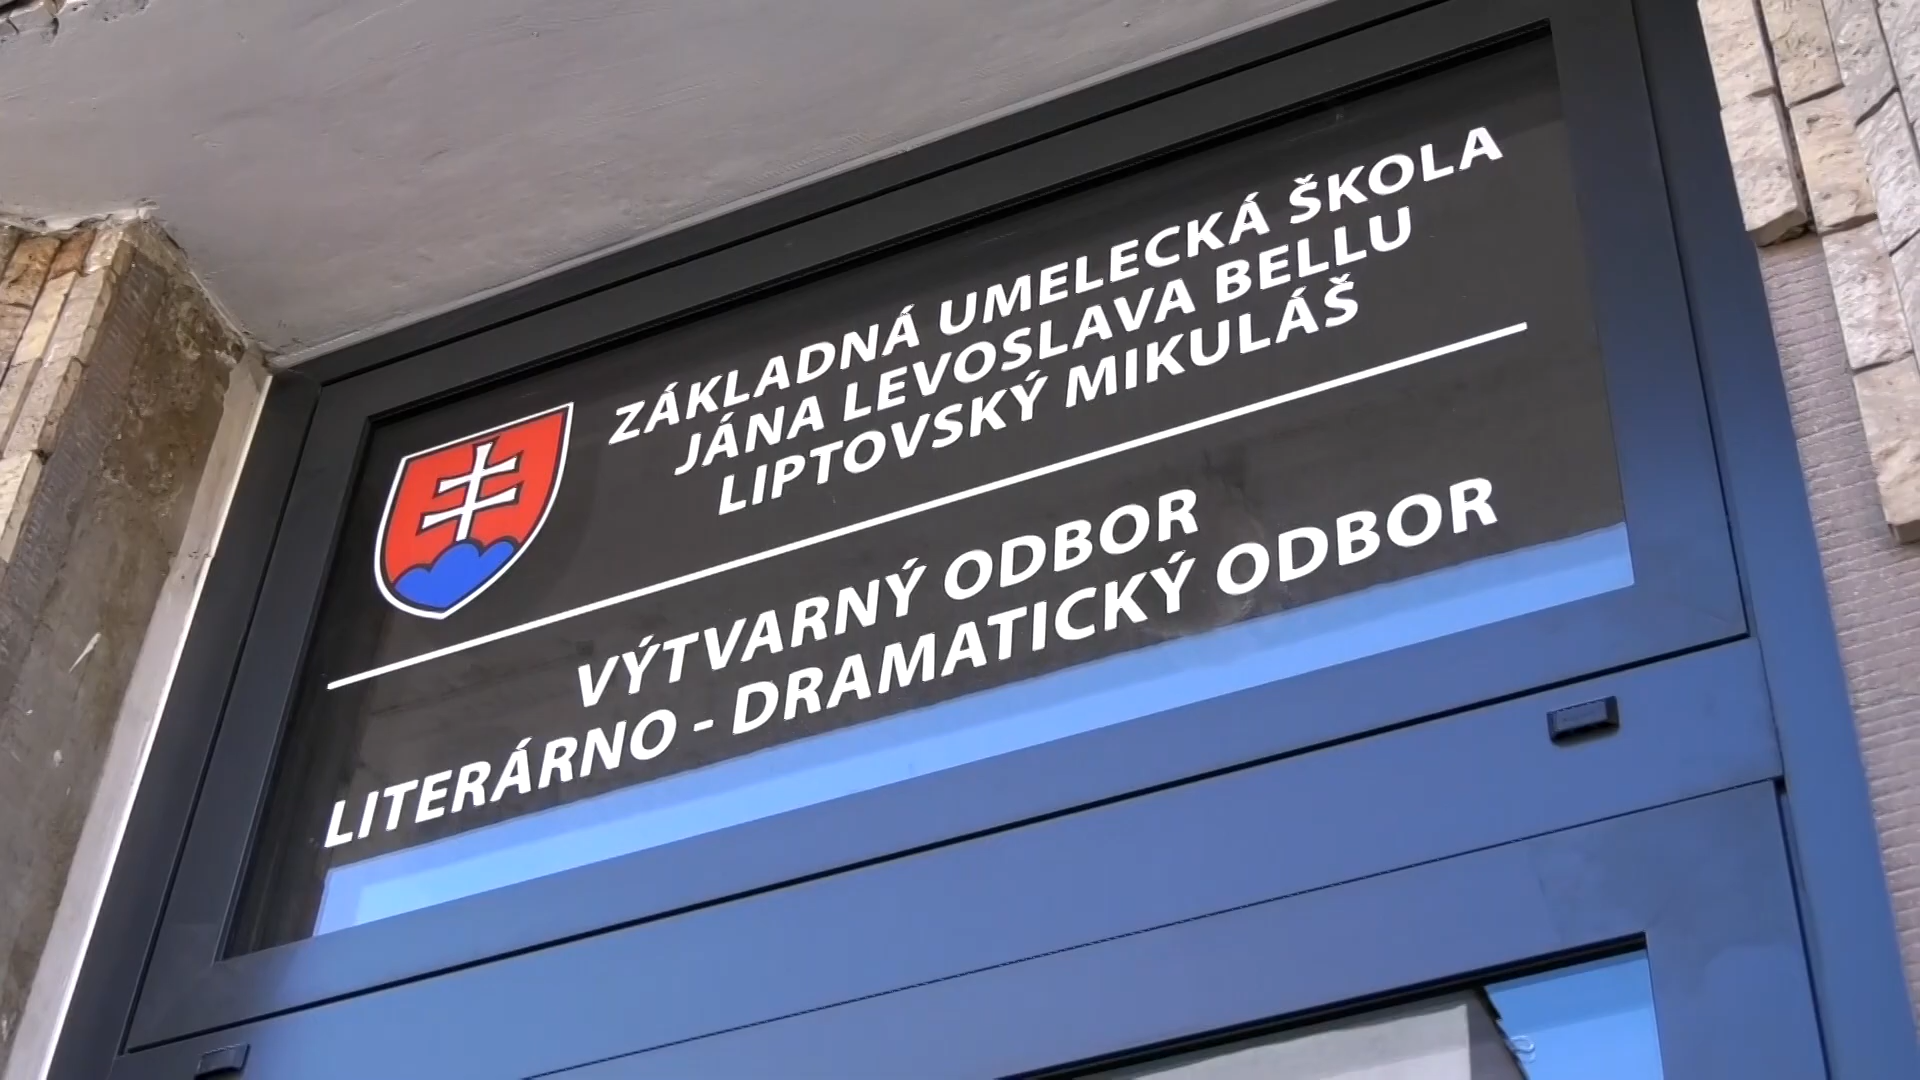 ZÁKLADNÁ UMELECKÁ ŠKOLA
JÁNA LEVOSLAVA BELLU
LIPTOVSKÝ MIKULÁŠ
VÝTVARNÝ ODBOR
LITERÁRNO - DRAMATICKÝ ODBOR